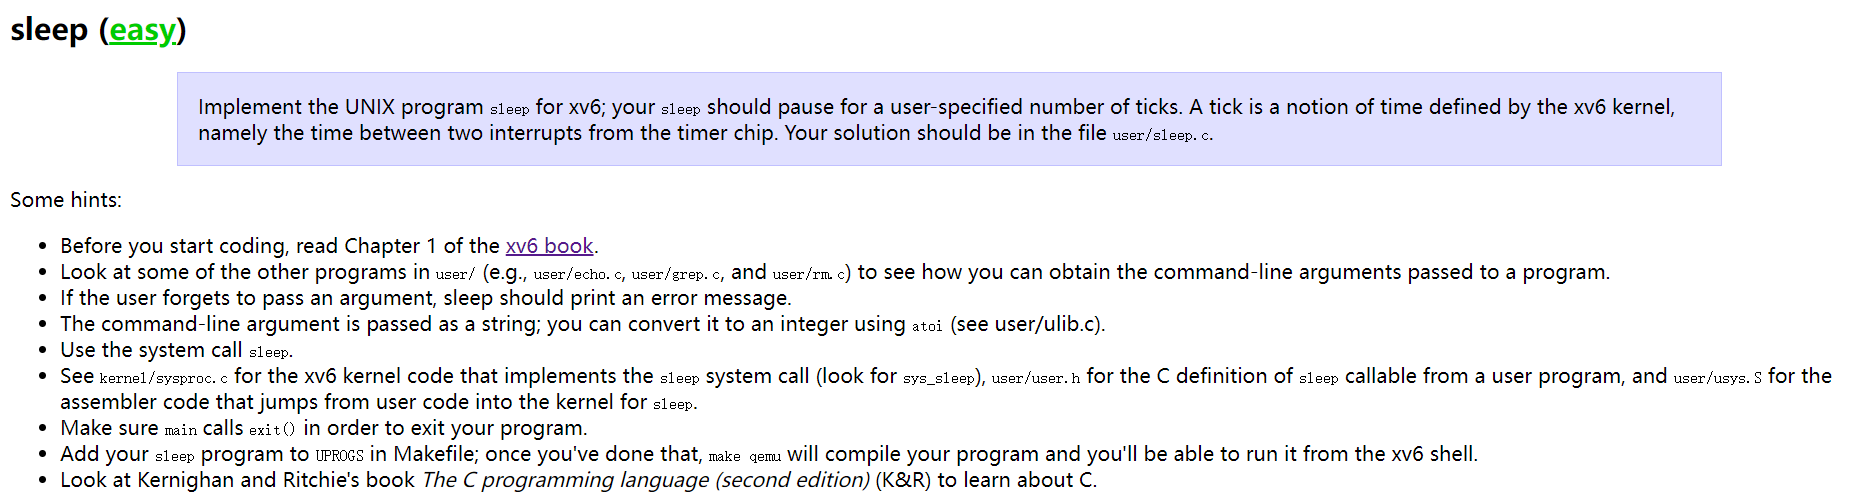 sleep (easy)
Implement the UNIX program sleep for xv6; your sleep should pause for a user-specified number of ticks. A tick is a notion of time defined by the xv6 kernel,
namely the time between two interrupts from the timer chip. Your solution should be in the file user/sleep.c.
Some hints:
• Before you start coding, read Chapter 1 of the xv6 book.
• Look at some of the other programs in user/ (e.g., user/echo.c, user/grep.c, and user/rm.c) to see how you can obtain the command-line arguments passed to a program.
• If the user forgets to pass an argument, sleep should print an error message.
• The command-line argument is passed as a string; you can convert it to an integer using atoi (see user/ulib.c).
• Use the system call sleep.
• See kernel/sysproc.c for the xv6 kernel code that implements the sleep system call (look for sys_sleep), user/user.h for the C definition of sleep callable from a user program, and user/usys.S for the
assembler code that jumps from user code into the kernel for sleep.
• Make sure main calls exit() in order to exit your program.
• Add your sleep program to UPROGS in Makefile; once you've done that, make qemu will compile your program and you'll be able to run it from the xv6 shell.
• Look at Kernighan and Ritchie's book The C programming language (second edition) (K&R) to learn about C.